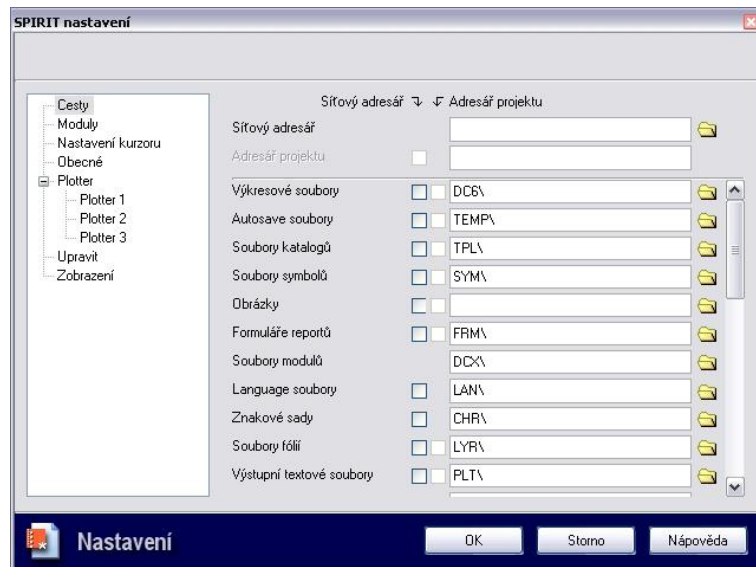 SPIRIT nastavení
Cesty
Moduly
Nastavení kurzoru
Obecné
Plotter
Plotter 1
Plotter 2
Plotter 3
Upravit
Zobrazení
Síťový adresář Adresář projektu
Síťový adresář
Adresář projektu
Výkresové soubory DC6\
Autosave soubory TEMP\
Soubory katalogů TPL\
Soubory symbolů SYM\
Obrázky
Formuláře reportů FRM\
Soubory modulů DCX\
Language soubory LAN\
Znakové sady CHR\
Soubory fólií LYR\
Výstupní textové soubory PLT\
Nastavení OK Storno Nápověda